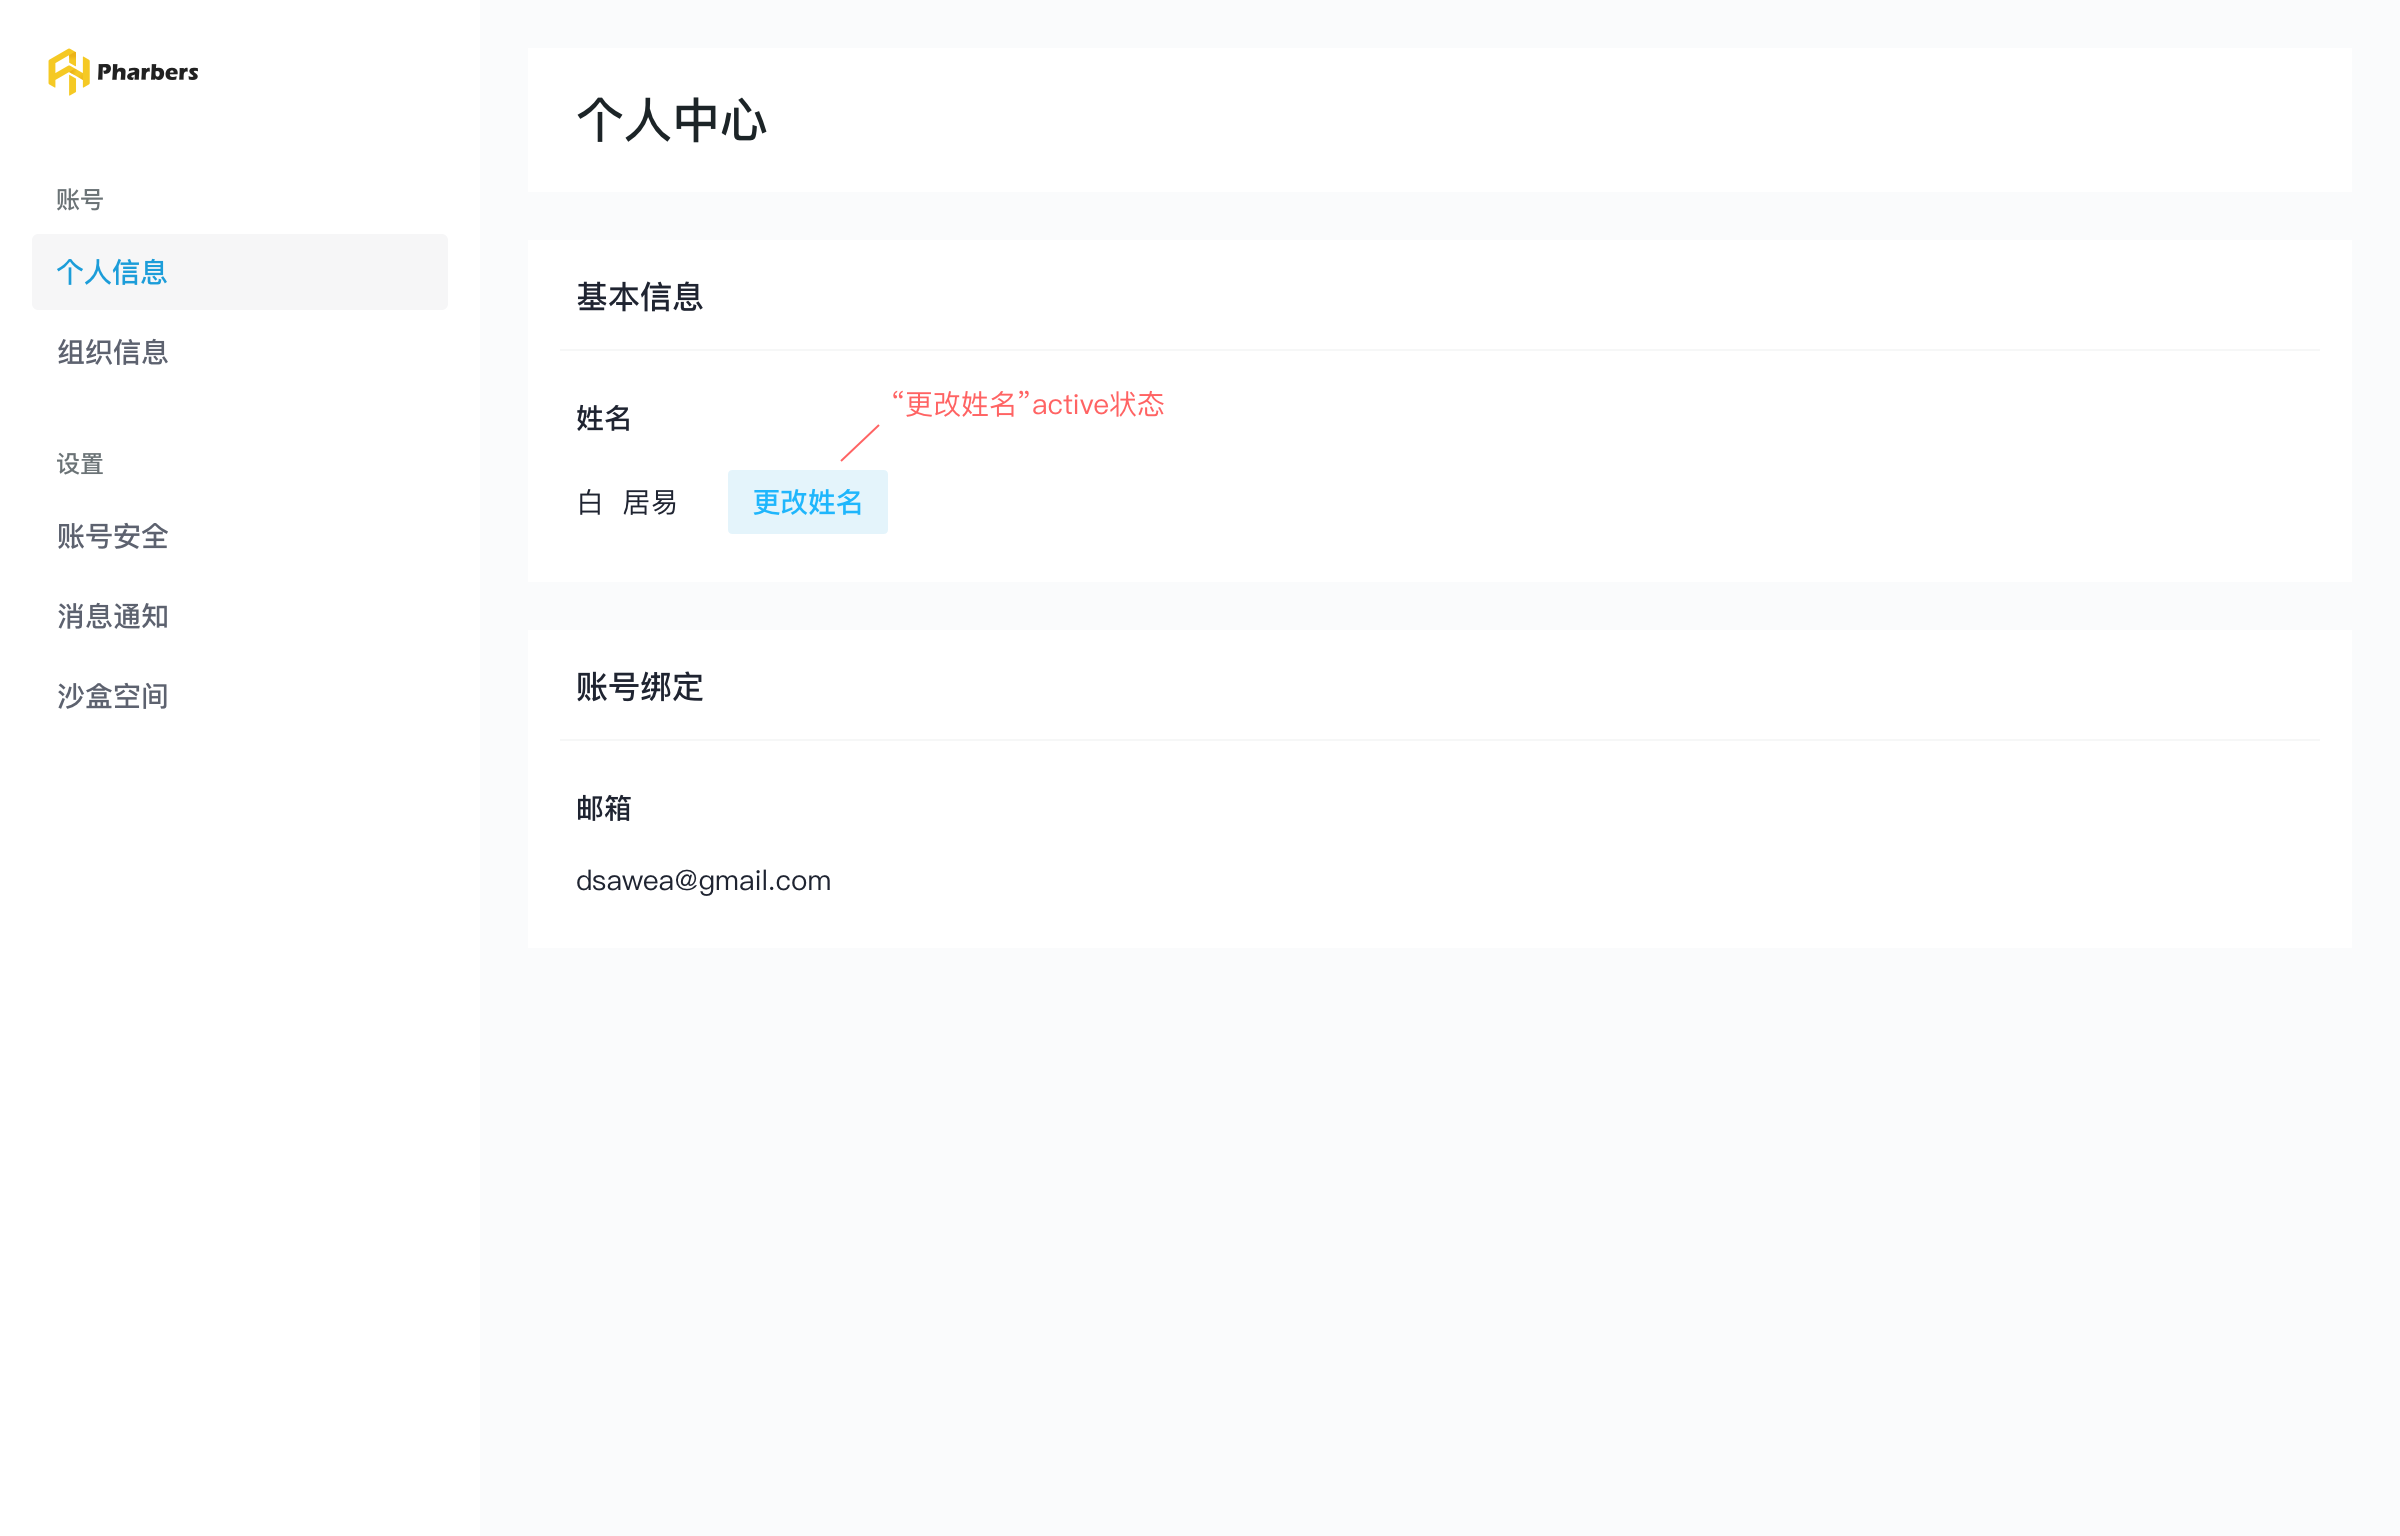 Pharbers
账号
个人信息
组织信息
设置
账号安全
消息通知
沙盒空间
个人中心
基本信息
姓名
“更改姓名”active状态
白 居易
更改姓名
账号绑定
邮箱
dsawea@gmail.com